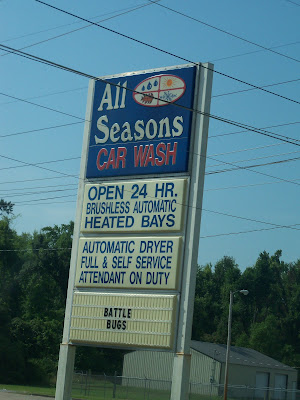 All
Seasons
CAR WASH
OPEN 24 HR.
BRUSHLESS AUTOMATIC
HEATED BAYS
AUTOMATIC DRYER
FULL & SELF SERVICE
ATTENDANT ON DUTY
BATTLE
BUGS